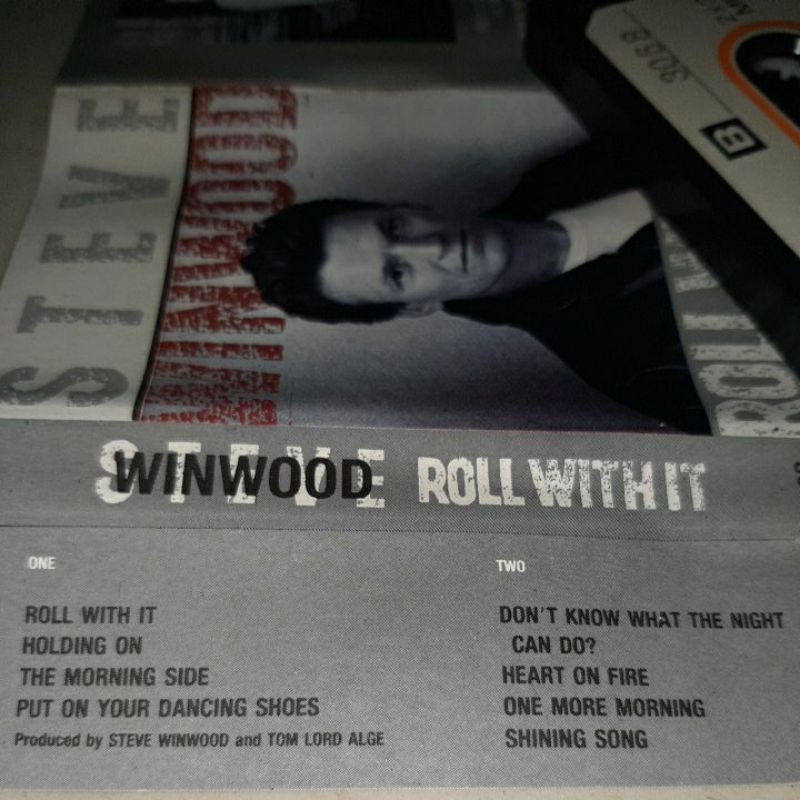 STEVE
WINWOOD
ROLL
3068
B
STEVE
WINWOOD
ROLL WITH IT
ONE
ROLL WITH IT
HOLDING ON
THE MORNING SIDE
PUT ON YOUR DANCING SHOES
Produced by STEVE WINWOOD and TOM LORD ALGE
TWO
DON'T KNOW WHAT THE NIGHT
CAN DO?
HEART ON FIRE
ONE MORE MORNING
SHINING SONG